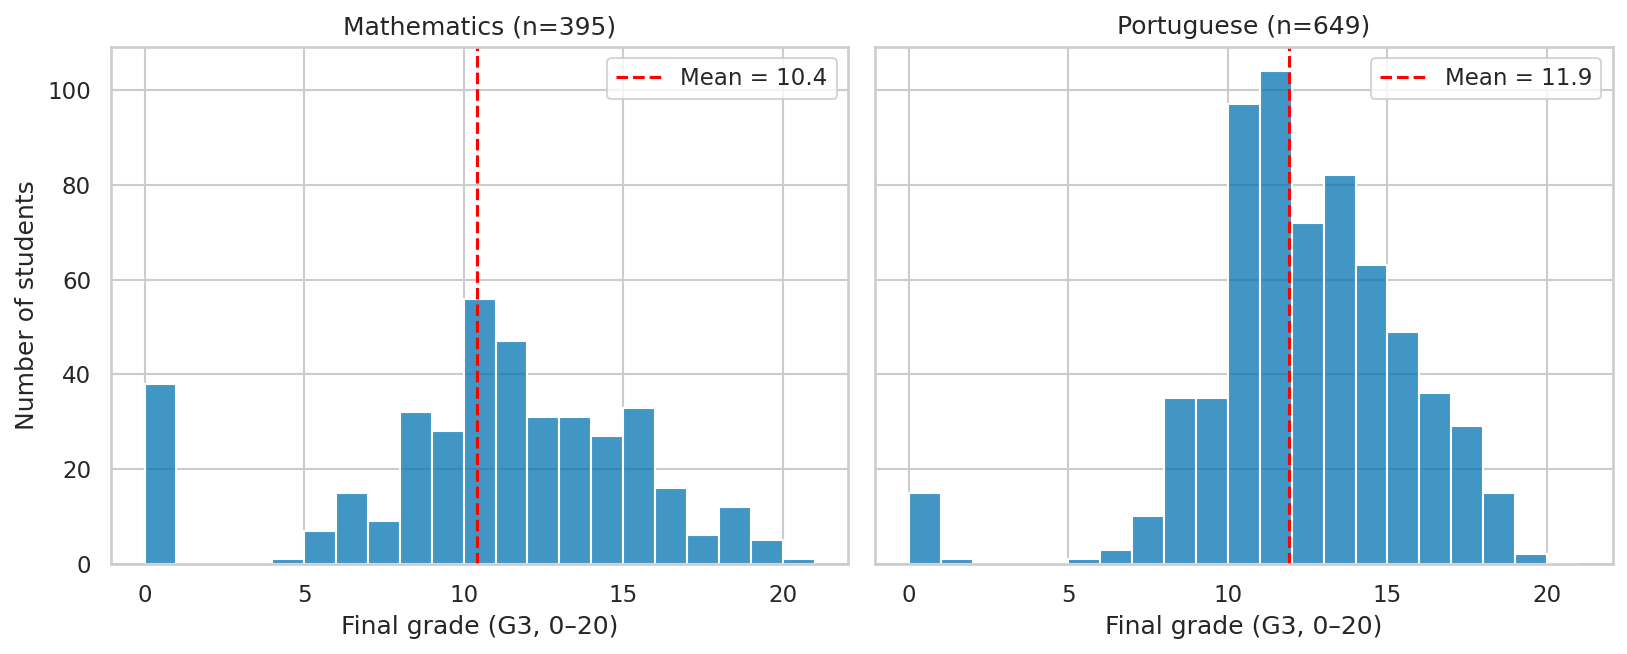 Mathematics (n=395)
Mean = 10.4
Number of students
100
80
60
40
20
0
0 5 10 15 20
Final grade (G3, 0–20)
Portuguese (n=649)
Mean = 11.9
0 5 10 15 20
Final grade (G3, 0–20)